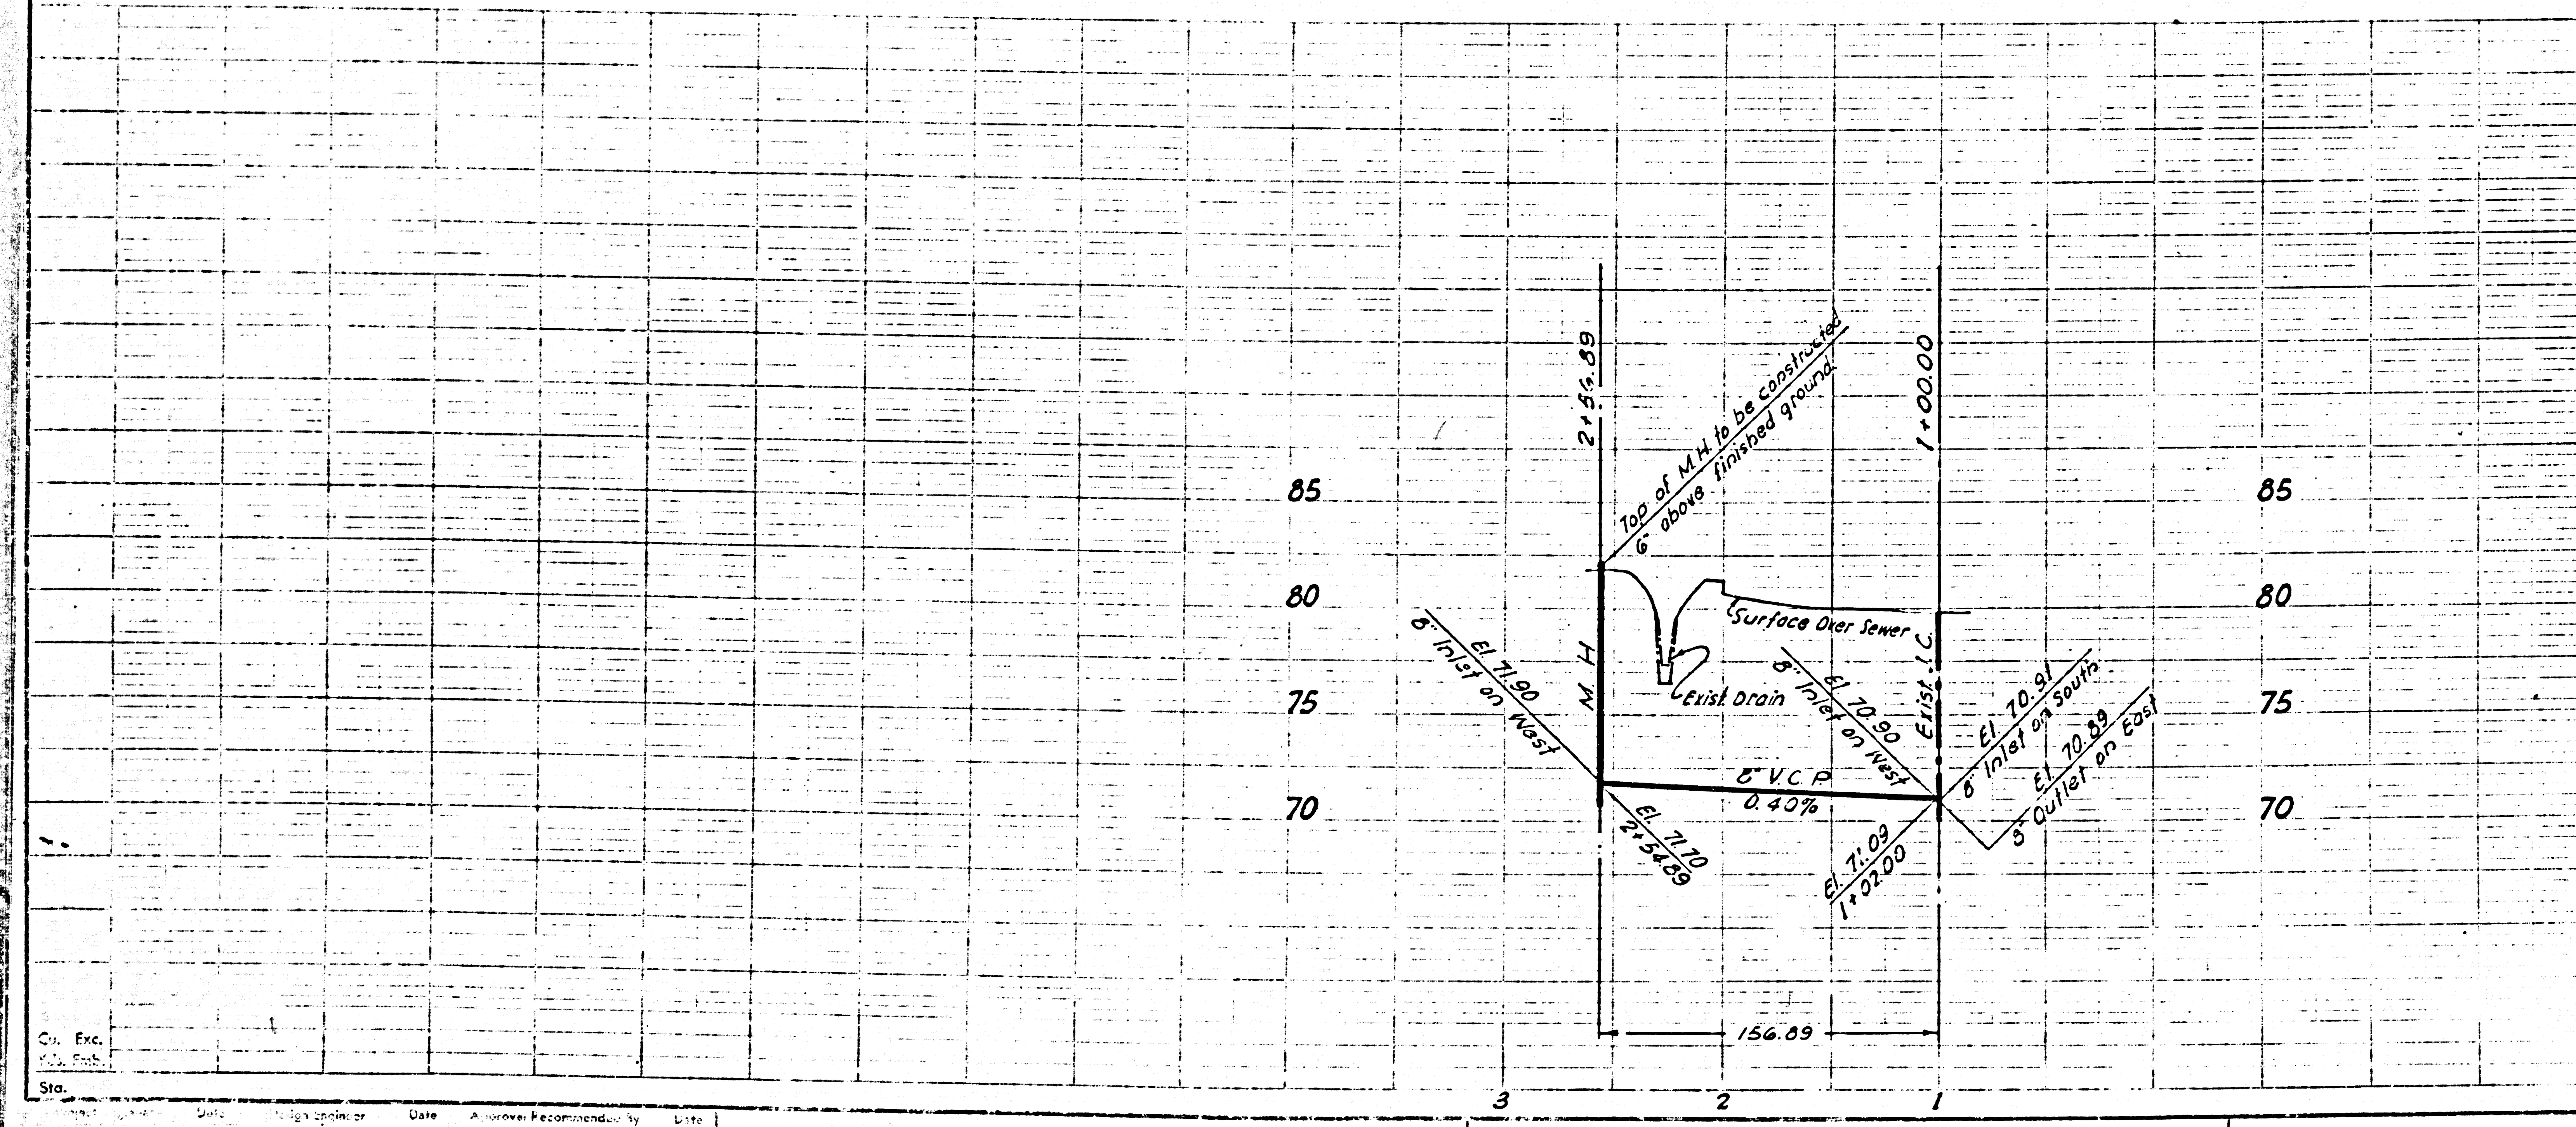 2+56.89
1+00.00
Top of M.H. to be constructed
6" above finished ground.
85
85
80
80
Surface Over Sewer
El. 71.90
8" Inlet on West
M. H
Exist. Drain
El. 70.90
8" Inlet on West
Exist. I.C.
El. 70.91
8" Inlet on South.
El. 70.89
8" Outlet on East
75
75
8" V.C.P.
0.40%
70
70
El. 71.70
2+54.89
El. 71.09
1+02.00
156.89
Cu. Exc.
Yds. Emb.
Sta.
3
2
1
Date
Design Engineer
Date
Approval Recommended By
Date